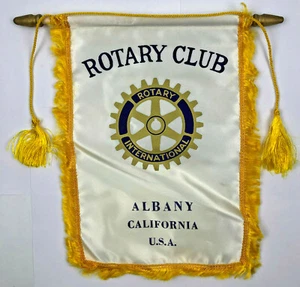 ROTARY CLUB
ROTARY
INTERNATIONAL
ALBANY
CALIFORNIA
U.S.A.